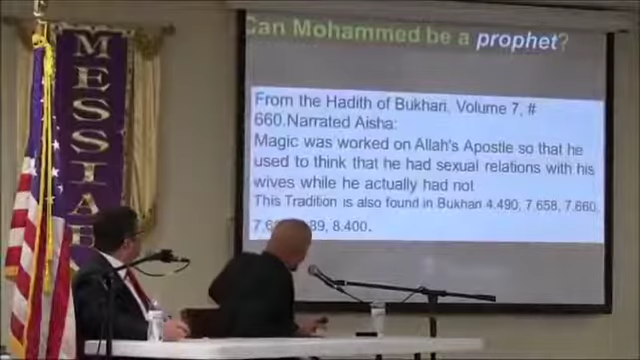 MESSIAH
Can Mohammed be a prophet?
From the Hadith of Bukhari, Volume 7, #
660.Narrated Aisha:
Magic was worked on Allah's Apostle so that he
used to think that he had sexual relations with his
wives while he actually had not
This Tradition is also found in Bukhari 4.490, 7.658, 7.660,
89, 8.400.